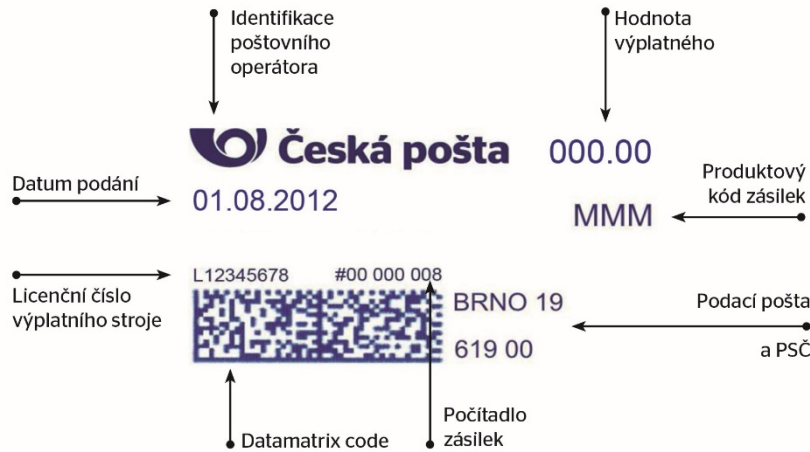 Identifikace
poštovního
operátora
Hodnota
výplatného
Česká pošta
000.00
Datum podání
01.08.2012
Produktový
kód zásilek
MMM
L12345678
#00 000 008
Licenční číslo
výplatního stroje
BRNO 19
619 00
Podací pošta
a PSČ
Datamatrix code
Počítadlo
zásilek